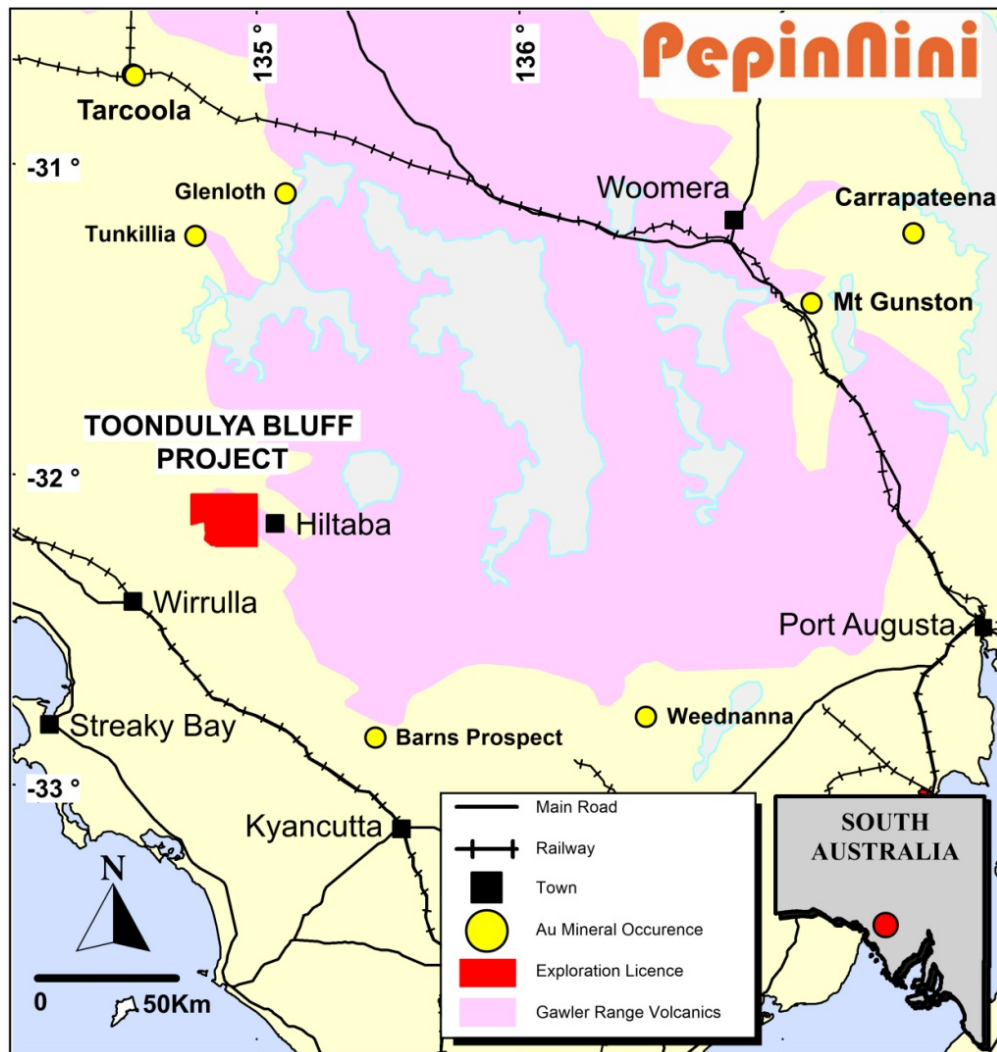 PepinNini
135
136
Tarcoola
-31 °
Glenloth
Woomera
Carrapateena
Tunkillia
Mt Gunston
TOONDULYA BLUFF
PROJECT
-32 °
Hiltaba
Wirrulla
Port Augusta
Streaky Bay
Weednanna
Barns Prospect
-33 °
Kyancutta
Main Road
Railway
Town
Au Mineral Occurence
Exploration Licence
Gawler Range Volcanics
SOUTH
AUSTRALIA
N
0 50Km